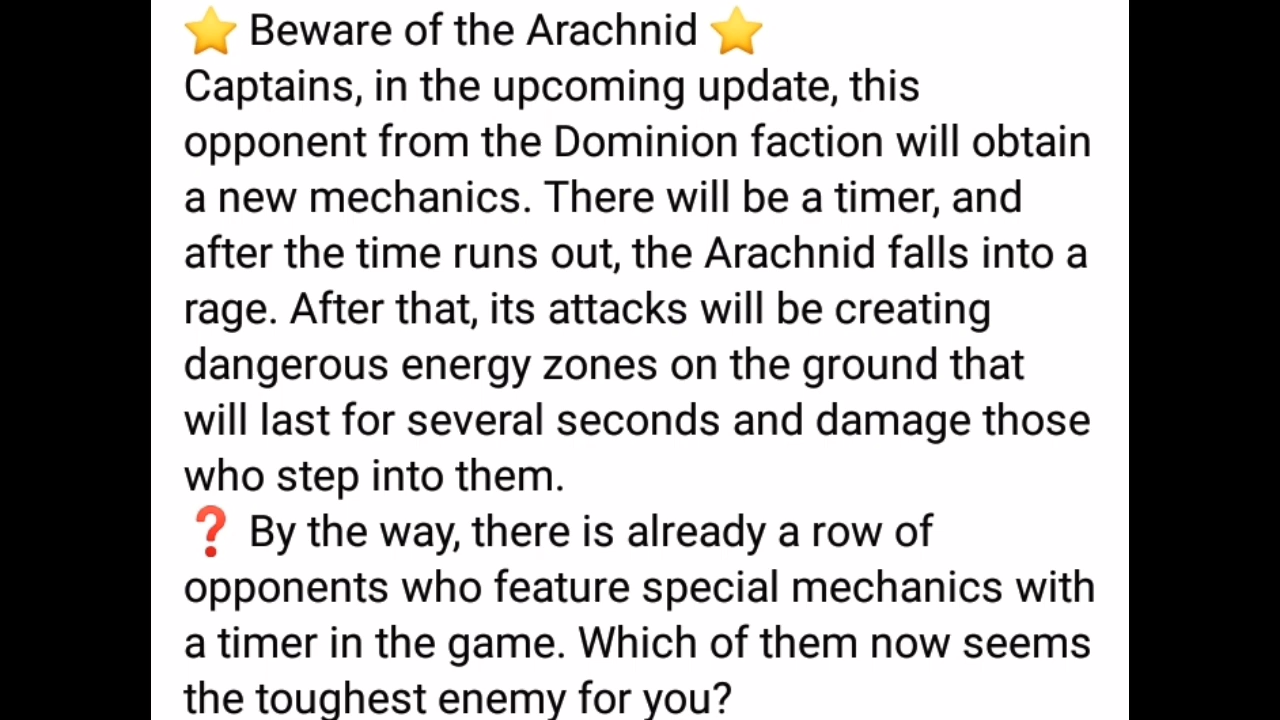 ⭐ Beware of the Arachnid ⭐
Captains, in the upcoming update, this
opponent from the Dominion faction will obtain
a new mechanics. There will be a timer, and
after the time runs out, the Arachnid falls into a
rage. After that, its attacks will be creating
dangerous energy zones on the ground that
will last for several seconds and damage those
who step into them.
❓ By the way, there is already a row of
opponents who feature special mechanics with
a timer in the game. Which of them now seems
the toughest enemy for you?